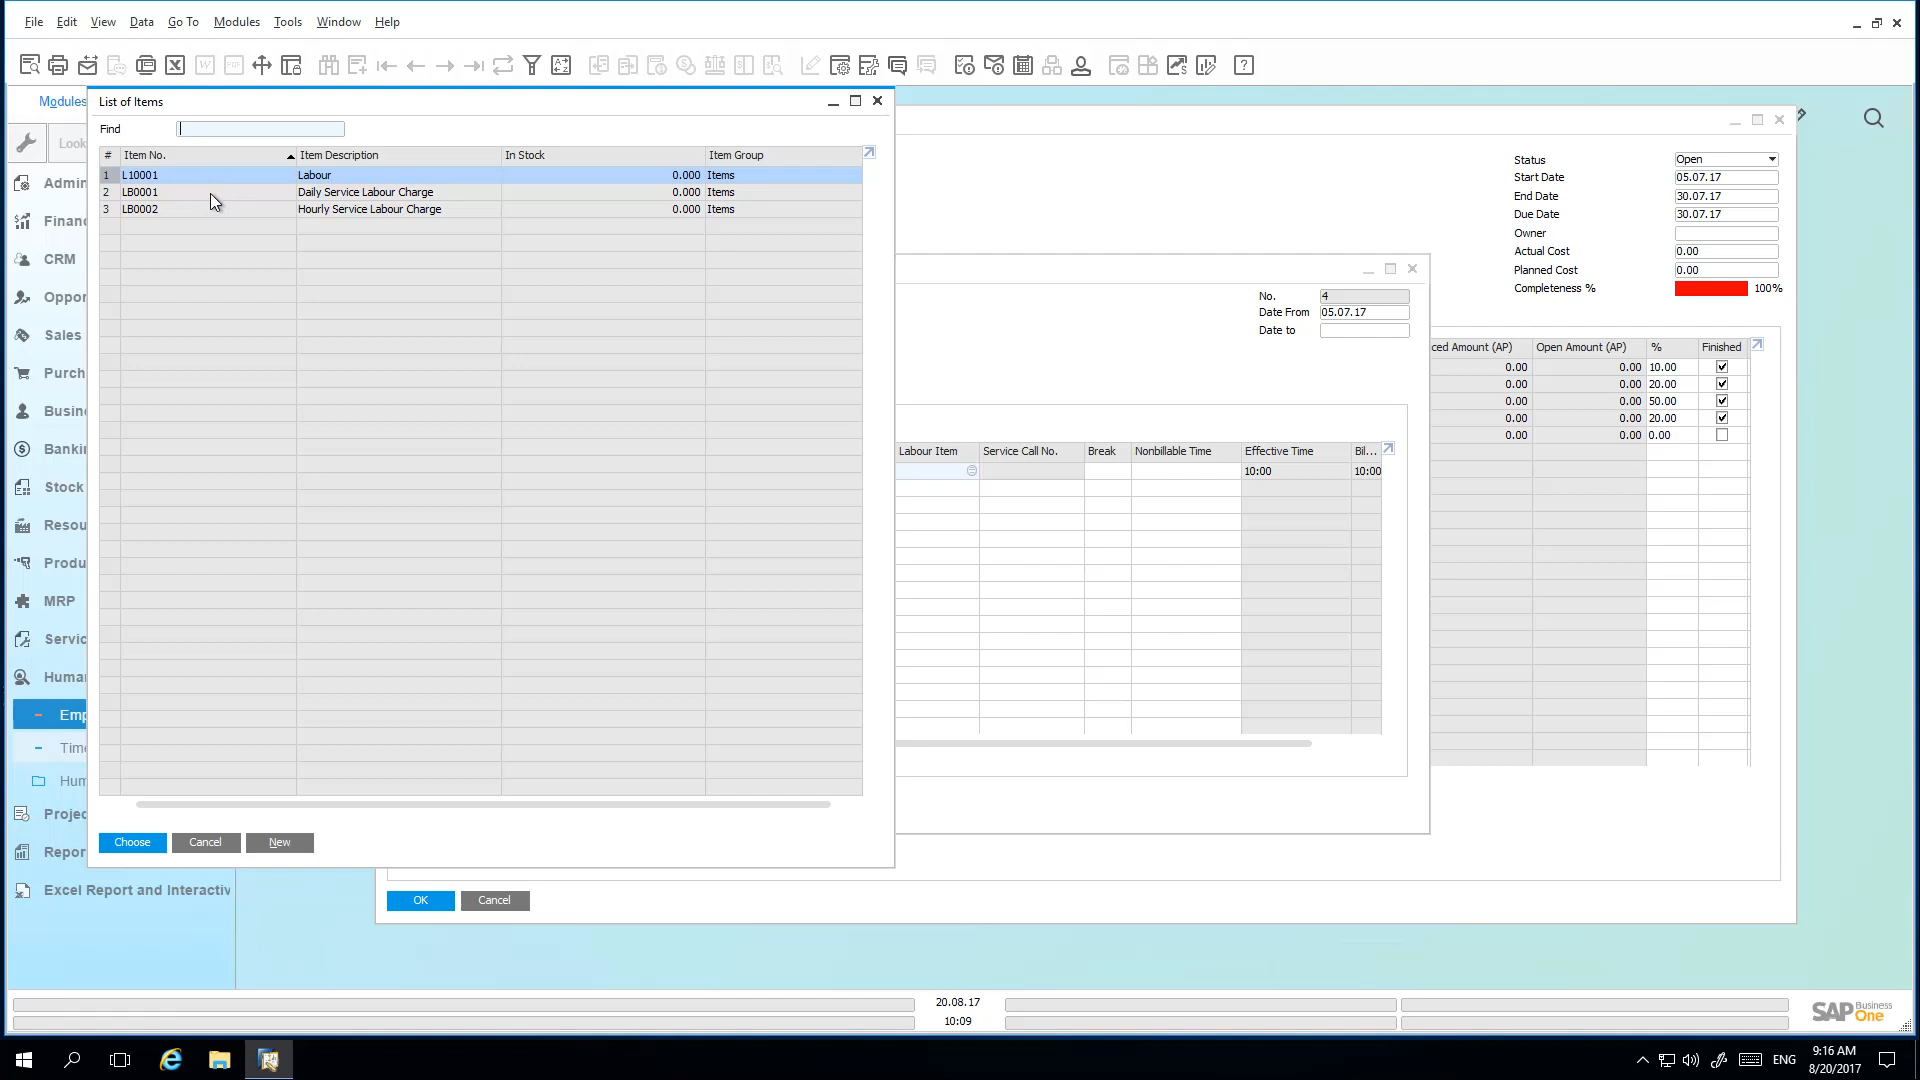 File Edit View Data Go To Modules Tools Window Help
Modules
Look
Admin
Financ
CRM
Oppor
Sales
Purch
Busin
Bankin
Stock
Resou
Produ
MRP
Servic
Human
Emp
Time
Hum
Projec
Repor
Excel Report and Interactiv
List of Items
Find
# Item No. Item Description In Stock Item Group
1 L10001 Labour 0.000 Items
2 LB0001 Daily Service Labour Charge 0.000 Items
3 LB0002 Hourly Service Labour Charge 0.000 Items
Choose Cancel New
No. 4
Date From 05.07.17
Date to
Labour Item Service Call No. Break Nonbillable Time Effective Time Bil...
10:00 10:00
Status Open
Start Date 05.07.17
End Date 30.07.17
Due Date 30.07.17
Owner
Actual Cost 0.00
Planned Cost 0.00
Completeness % 100%
ced Amount (AP) Open Amount (AP) % Finished
0.00 0.00 10.00
0.00 0.00 20.00
0.00 0.00 50.00
0.00 0.00 20.00
0.00 0.00 0.00
OK Cancel
20.08.17
10:09
SAP Business One
ENG
9:16 AM
8/20/2017